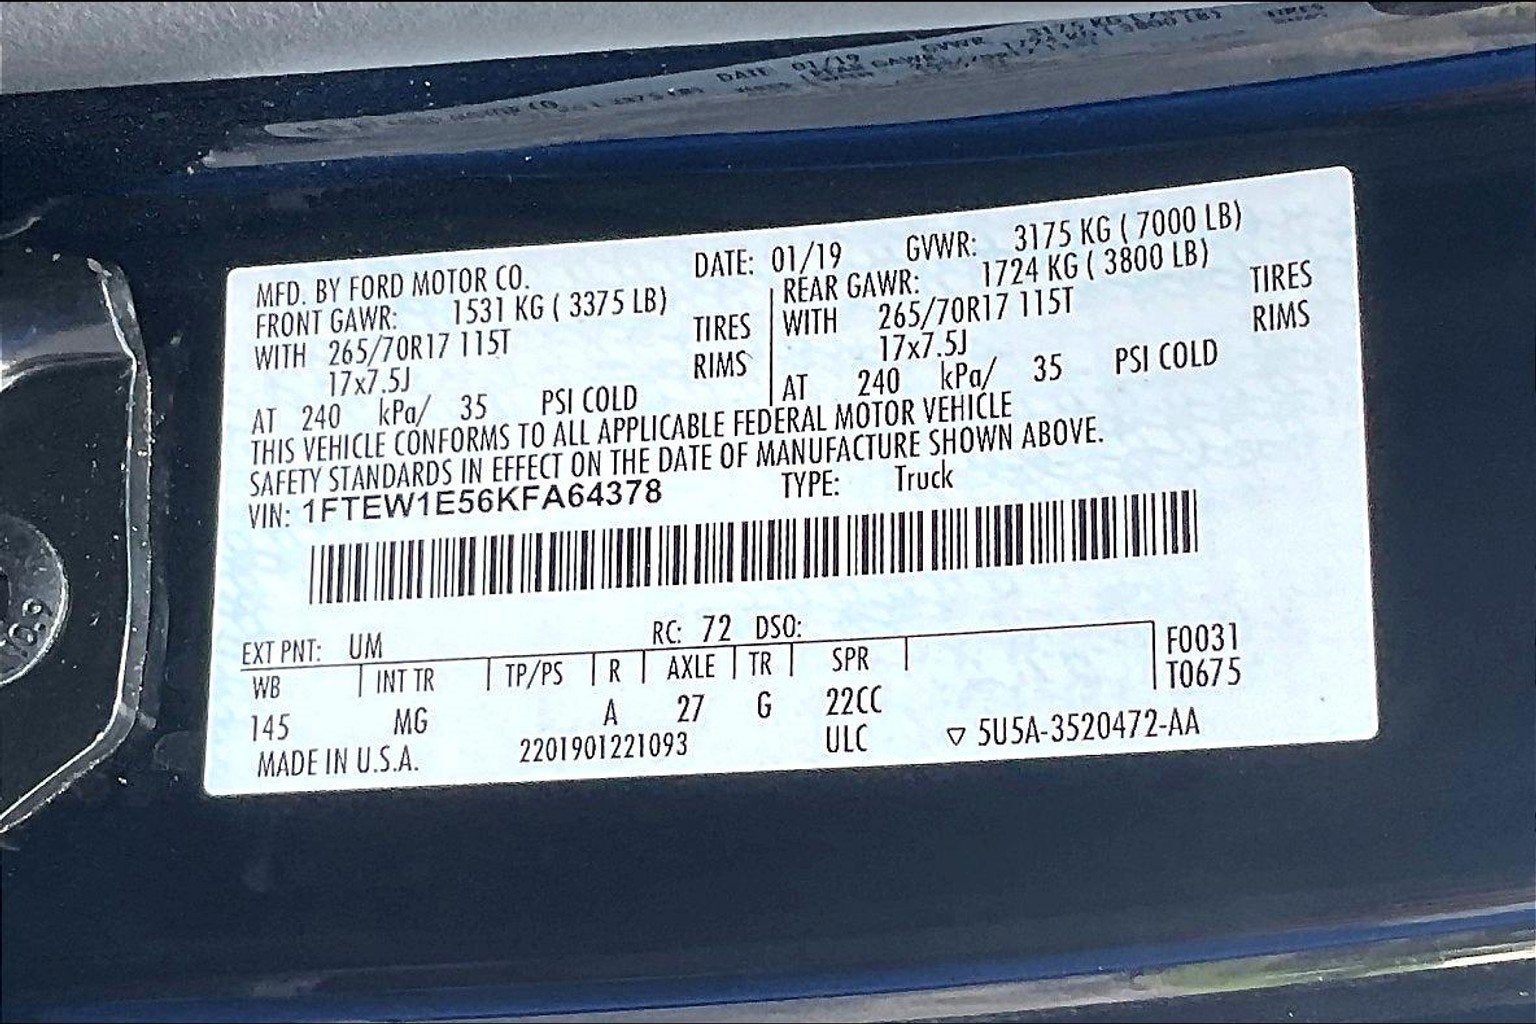 MFD. BY FORD MOTOR CO. DATE: 01/19 GVWR: 3175 KG ( 7000 LB)
FRONT GAWR: 1531 KG ( 3375 LB) REAR GAWR: 1724 KG ( 3800 LB)
WITH 265/70R17 115T TIRES WITH 265/70R17 115T TIRES
17x7.5J RIMS 17x7.5J RIMS
AT 240 kPa/ 35 PSI COLD AT 240 kPa/ 35 PSI COLD
THIS VEHICLE CONFORMS TO ALL APPLICABLE FEDERAL MOTOR VEHICLE
SAFETY STANDARDS IN EFFECT ON THE DATE OF MANUFACTURE SHOWN ABOVE.
VIN: 1FTEW1E56KFA64378 TYPE: Truck
EXT PNT: UM RC: 72 DSO: F0031
WB INT TR TP/PS R AXLE TR SPR T0675
145 MG A 27 G 22CC
MADE IN U.S.A. 2201901221093 ULC ▽ 5U5A-3520472-AA
10.9